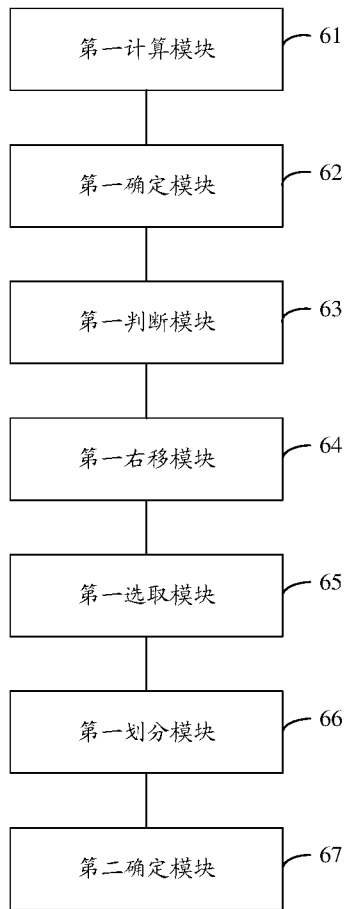 第一计算模块
61
第一确定模块
62
第一判断模块
63
第一右移模块
64
第一选取模块
65
第一划分模块
66
第二确定模块
67